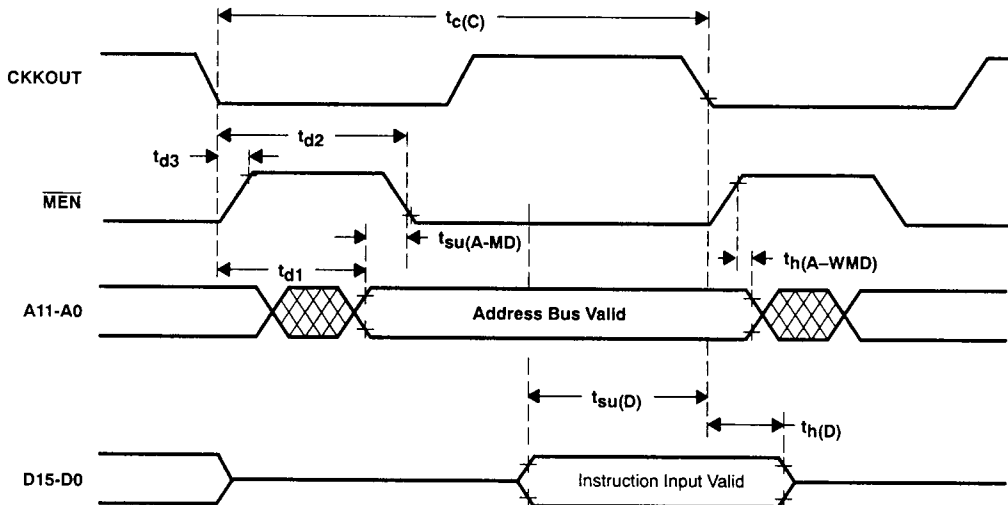 tc(C)
CKKOUT
td2
td3
MEN
tsu(A-MD)
th(A–WMD)
td1
A11-A0
Address Bus Valid
tsu(D)
th(D)
D15-D0
Instruction Input Valid